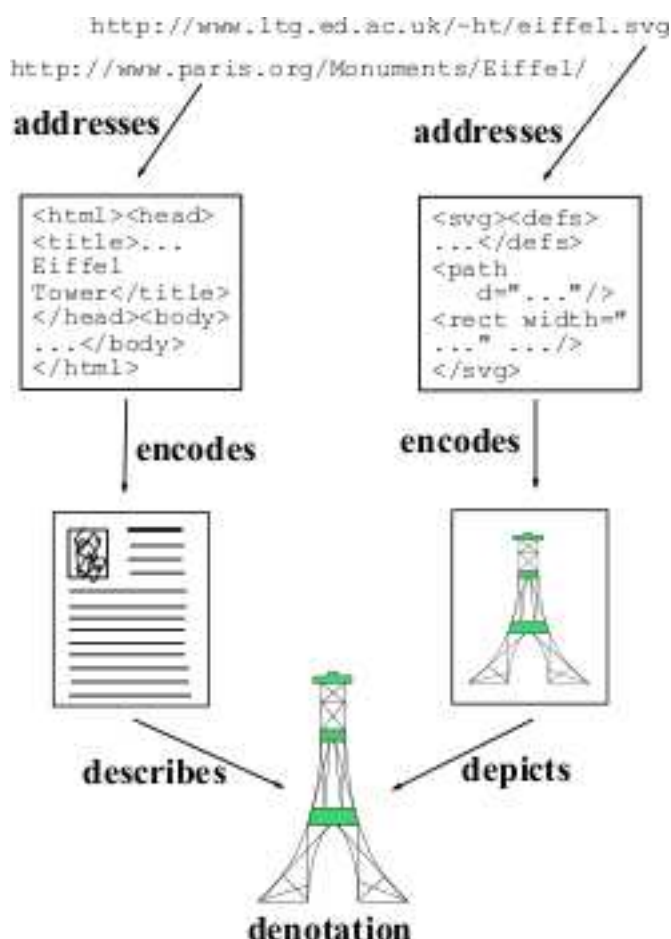 http://www.ltg.ed.ac.uk/~ht/eiffel.svg
http://www.paris.org/Monuments/Eiffel/
addresses
addresses
<html><head>
<title>...
Eiffel
Tower</title>
</head><body>
...</body>
</html>
<svg><defs>
...</defs>
<path
d="..."/>
<rect width="
..." .../>
</svg>
encodes
encodes
describes
depicts
denotation